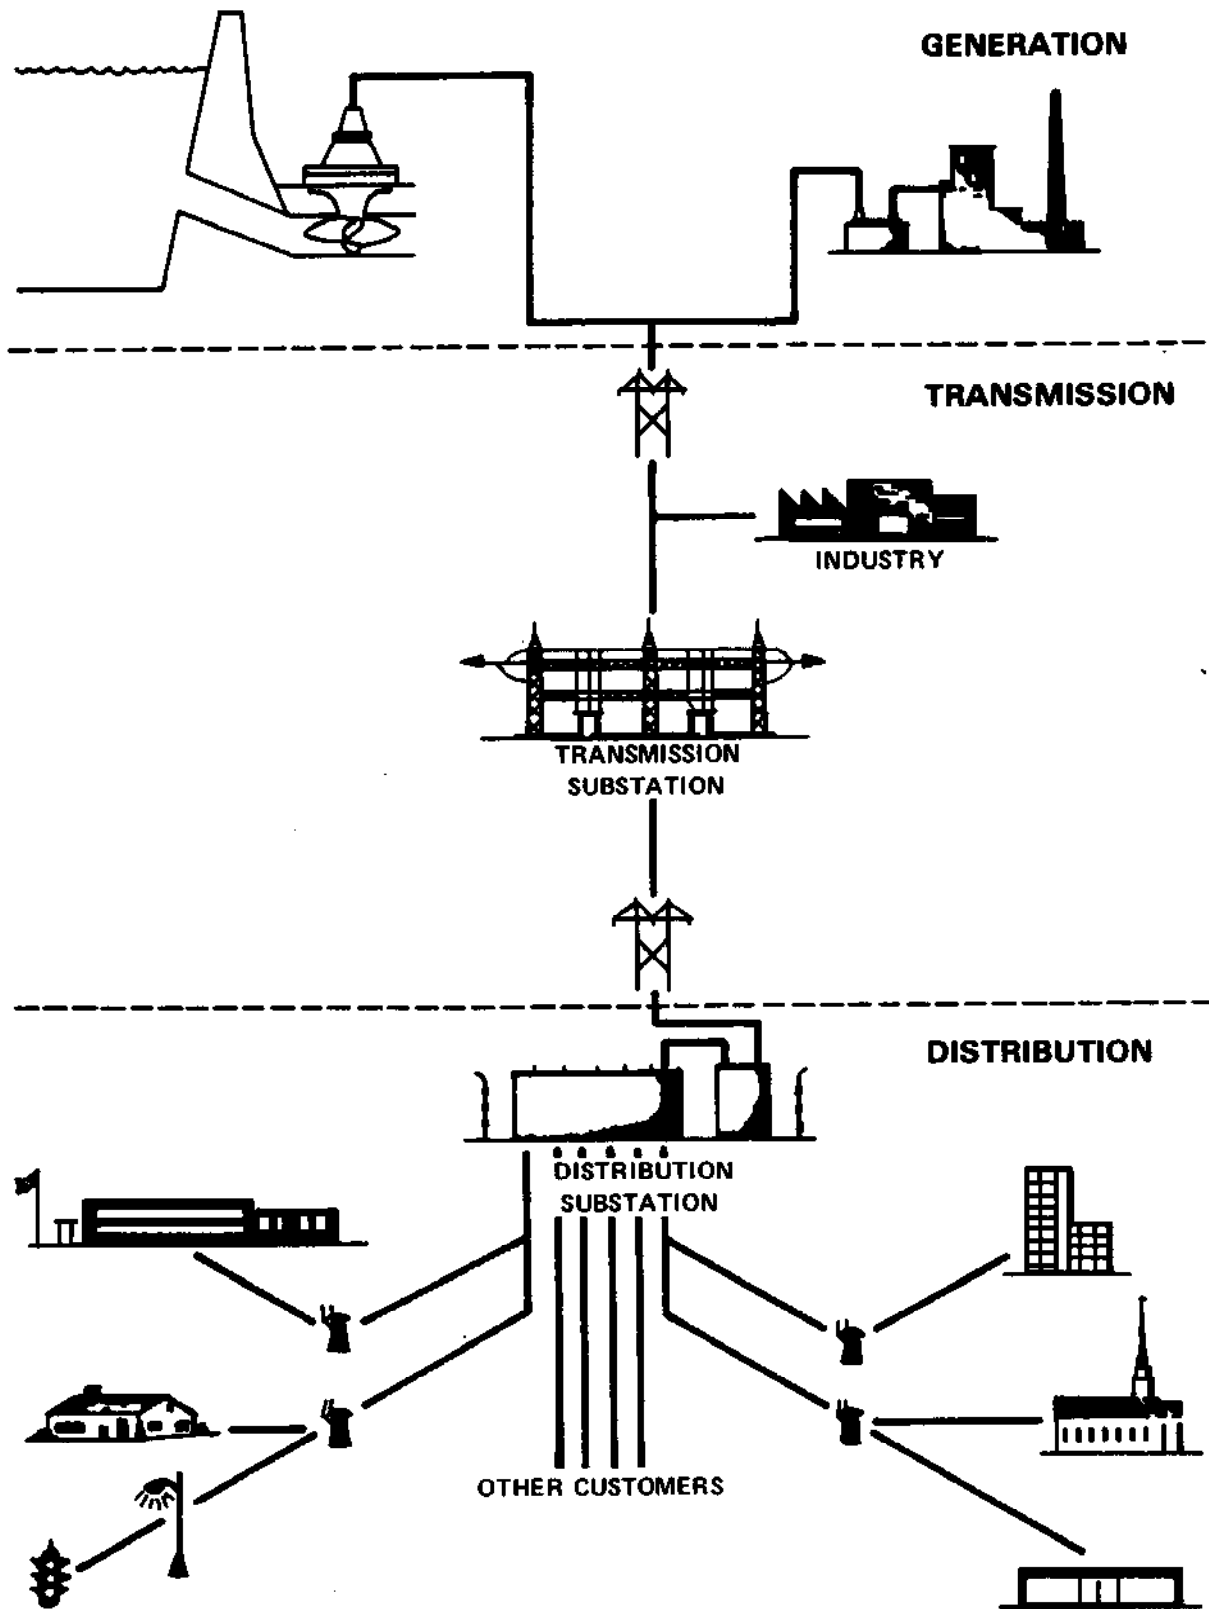 GENERATION
TRANSMISSION
INDUSTRY
TRANSMISSION
SUBSTATION
DISTRIBUTION
DISTRIBUTION
SUBSTATION
OTHER CUSTOMERS